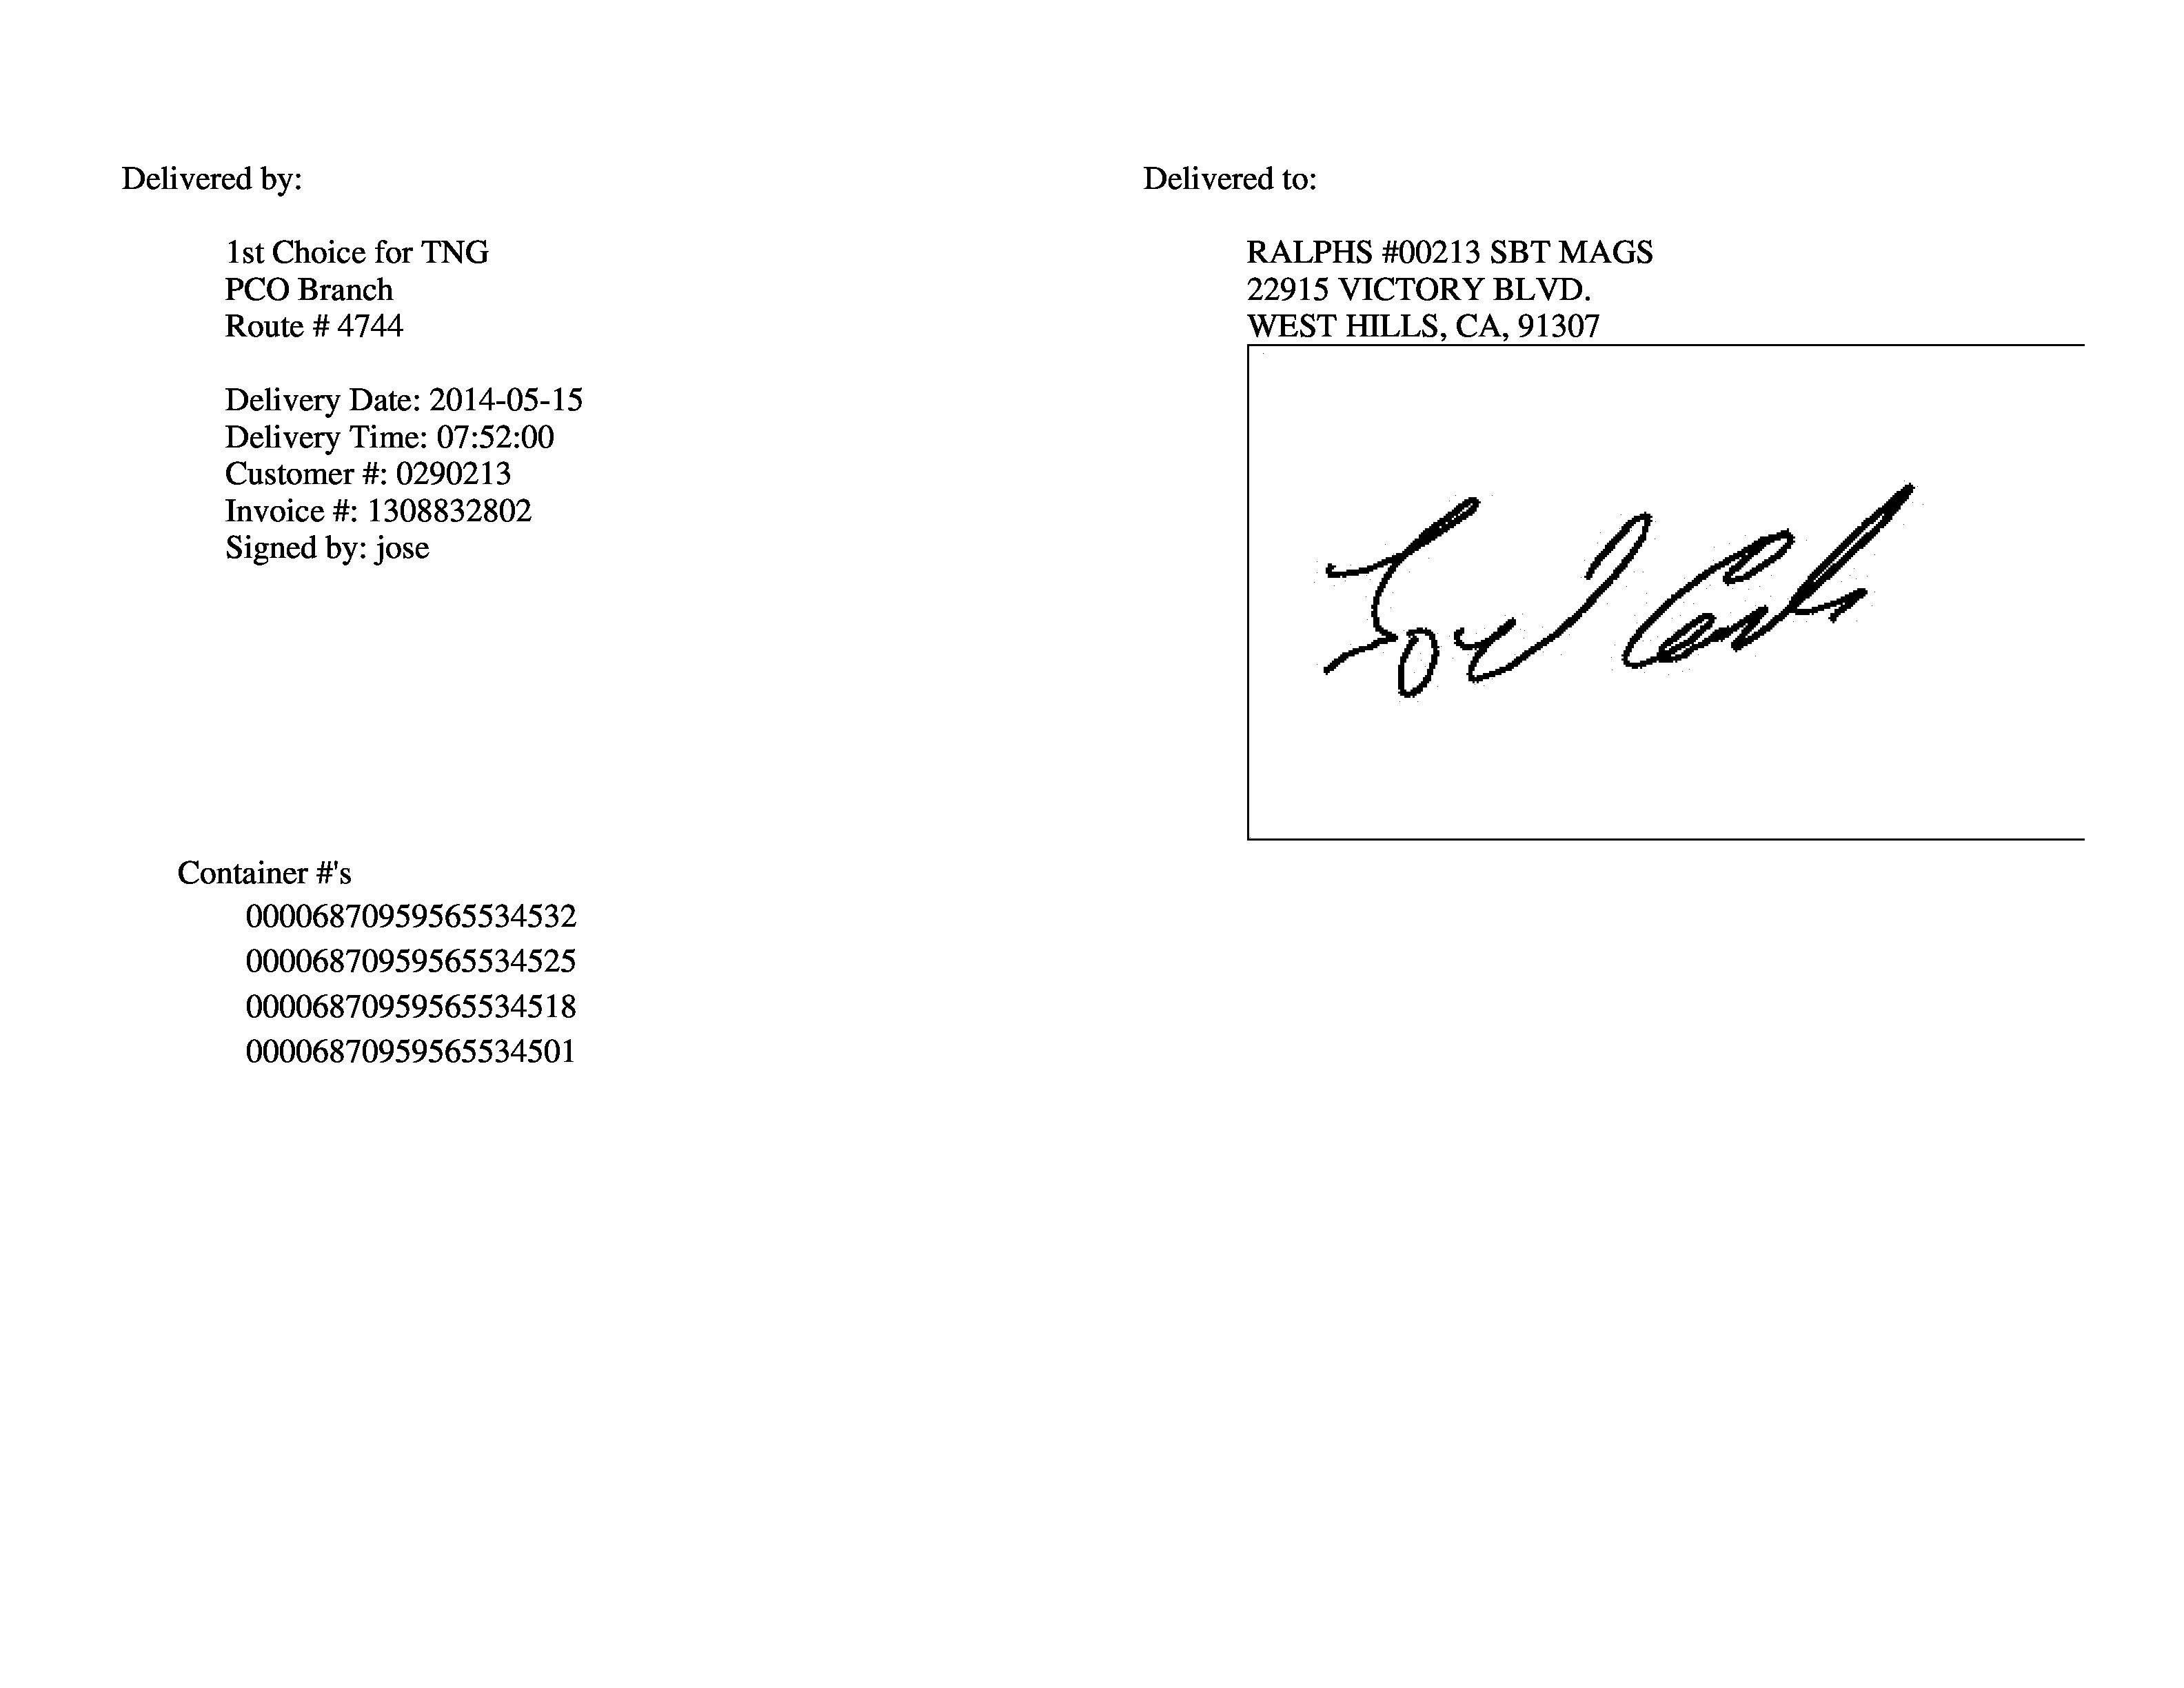 Delivered by:
1st Choice for TNG
PCO Branch
Route # 4744
Delivery Date: 2014-05-15
Delivery Time: 07:52:00
Customer #: 0290213
Invoice #: 1308832802
Signed by: jose
Delivered to:
RALPHS #00213 SBT MAGS
22915 VICTORY BLVD.
WEST HILLS, CA, 91307
Container #'s
00006870959565534532
00006870959565534525
00006870959565534518
00006870959565534501